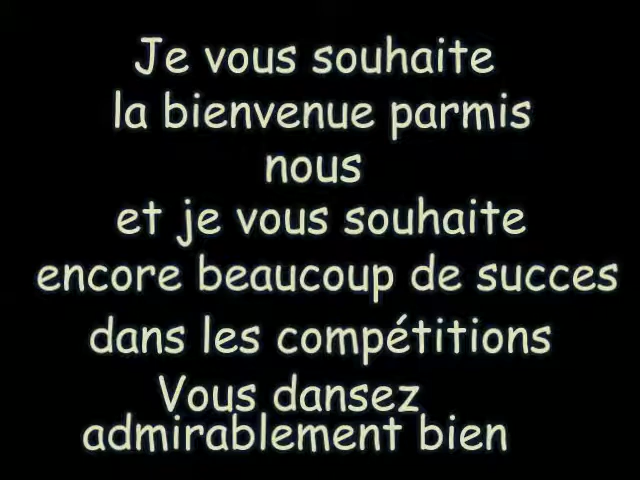 Je vous souhaite
la bienvenue parmis
nous
et je vous souhaite
encore beaucoup de succes
dans les compétitions
Vous dansez
admirablement bien